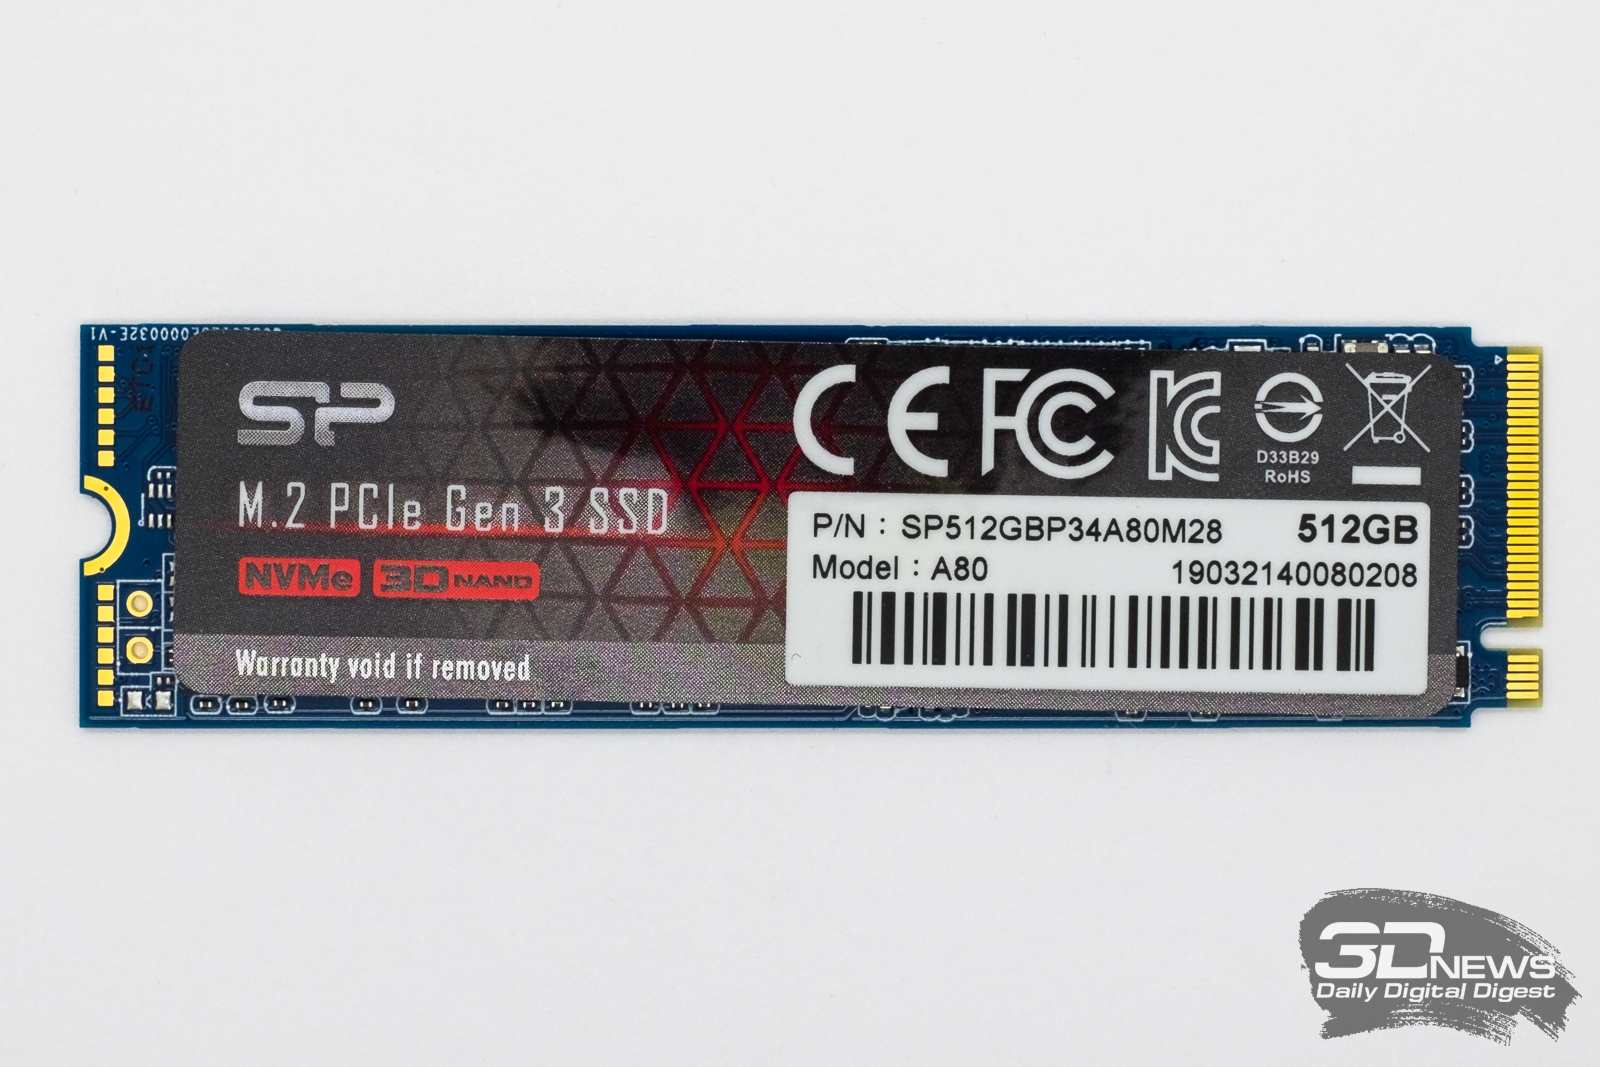 SP
M.2 PCIe Gen 3 SSD
NVMe 3D NAND
Warranty void if removed
CE FC KC
D33B29
RoHS
P/N : SP512GBP34A80M28 512GB
Model : A80 19032140080208
3DNEWS
Daily Digital Digest